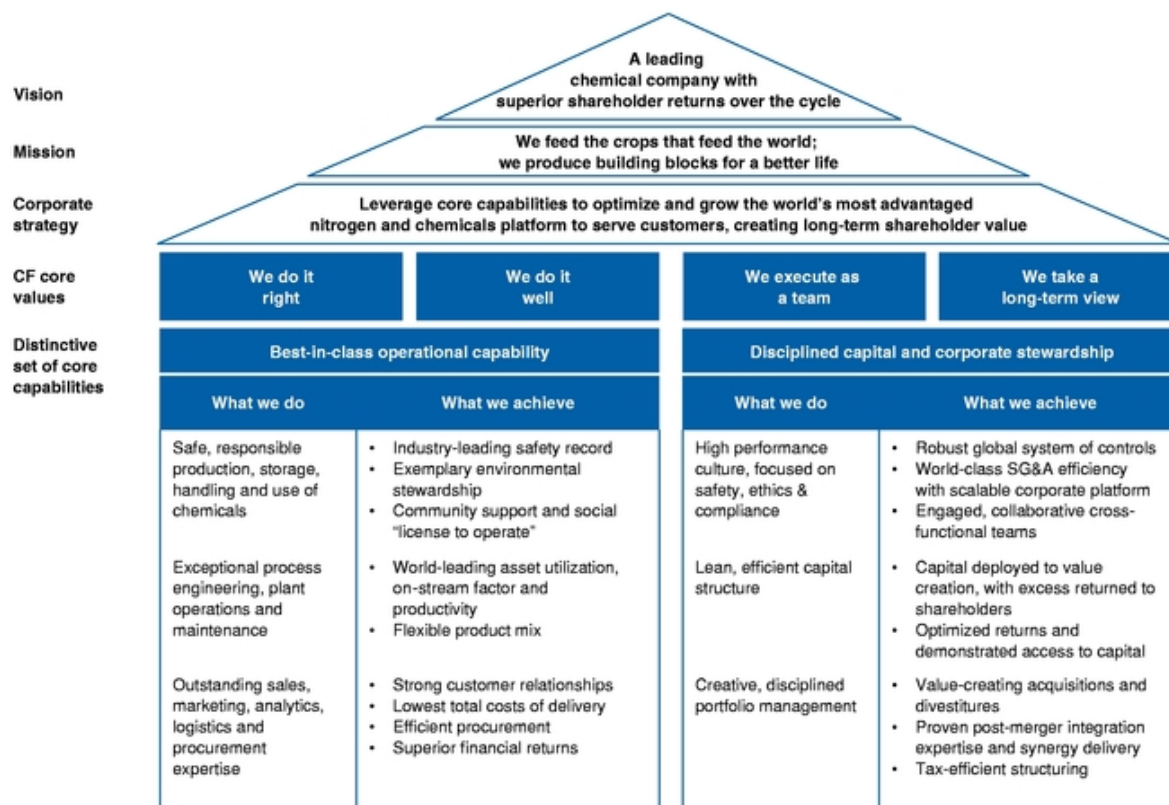 Vision
A leading
chemical company with
superior shareholder returns over the cycle
Mission
We feed the crops that feed the world;
we produce building blocks for a better life
Corporate
strategy
Leverage core capabilities to optimize and grow the world's most advantaged
nitrogen and chemicals platform to serve customers, creating long-term shareholder value
CF core
values
We do it
right
We do it
well
We execute as
a team
We take a
long-term view
Distinctive
set of core
capabilities
Best-in-class operational capability
Disciplined capital and corporate stewardship
What we do
What we achieve
What we do
What we achieve
Safe, responsible
production, storage,
handling and use of
chemicals
• Industry-leading safety record
• Exemplary environmental
stewardship
• Community support and social
“license to operate”
High performance
culture, focused on
safety, ethics &
compliance
• Robust global system of controls
• World-class SG&A efficiency
with scalable corporate platform
• Engaged, collaborative cross-
functional teams
Exceptional process
engineering, plant
operations and
maintenance
• World-leading asset utilization,
on-stream factor and
productivity
• Flexible product mix
Lean, efficient capital
structure
• Capital deployed to value
creation, with excess returned to
shareholders
• Optimized returns and
demonstrated access to capital
Outstanding sales,
marketing, analytics,
logistics and
procurement
expertise
• Strong customer relationships
• Lowest total costs of delivery
• Efficient procurement
• Superior financial returns
Creative, disciplined
portfolio management
• Value-creating acquisitions and
divestitures
• Proven post-merger integration
expertise and synergy delivery
• Tax-efficient structuring